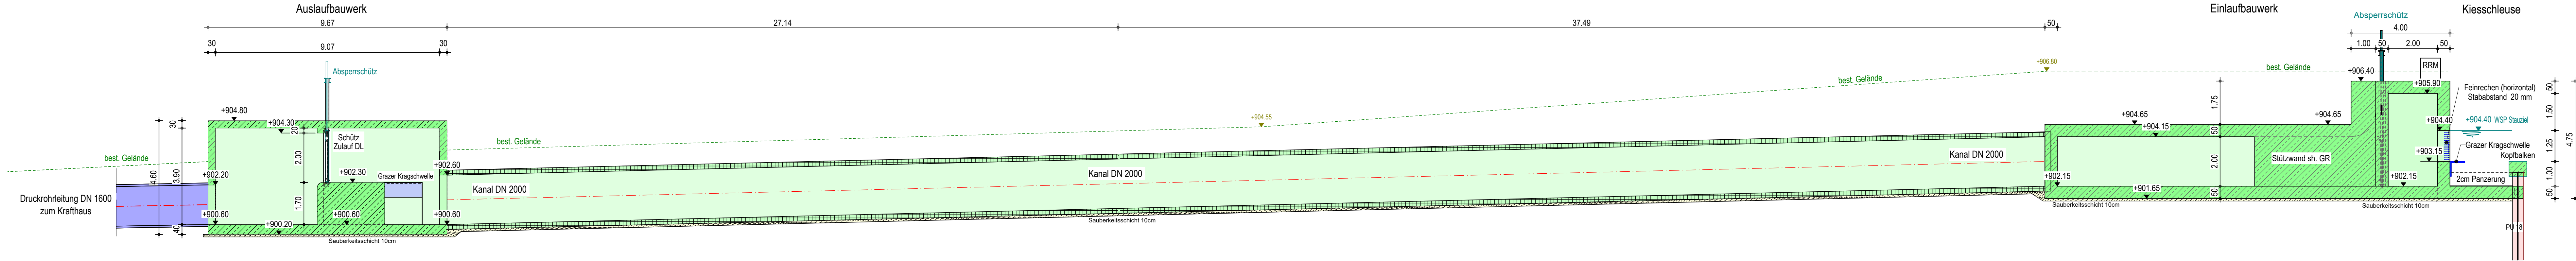 Auslaufbauwerk
9.67
27.14
37.49
50
Einlaufbauwerk
Absperrschütz
Kiesschleuse
4.00
30
9.07
30
1.00
50
2.00
50
Absperrschütz
best. Gelände
+906.80
best. Gelände
+906.40
RRM
+905.90
50
Feinrechen (horizontal)
Stababstand 20 mm
+904.80
+904.30
30
20
Schütz
Zulauf DL
+904.55
1.75
1.50
+904.65
+904.65
+904.40
+904.40 WSP Stauziel
+904.15
50
best. Gelände
best. Gelände
2.00
4.60
3.90
+902.60
+902.20
+902.30
Grazer Kragschwelle
Kanal DN 2000
Kanal DN 2000
Kanal DN 2000
2.00
Stützwand sh. GR
+903.15
1.25
4.75
Grazer Kragschwelle
Kopfbalken
+902.15
+902.15
2cm Panzerung
1.00
Druckrohrleitung DN 1600
zum Krafthaus
1.70
+900.60
+900.60
+900.60
+900.20
40
+901.65
50
50
Sauberkeitsschicht 10cm
Sauberkeitsschicht 10cm
Sauberkeitsschicht 10cm
Sauberkeitsschicht 10cm
PU 18